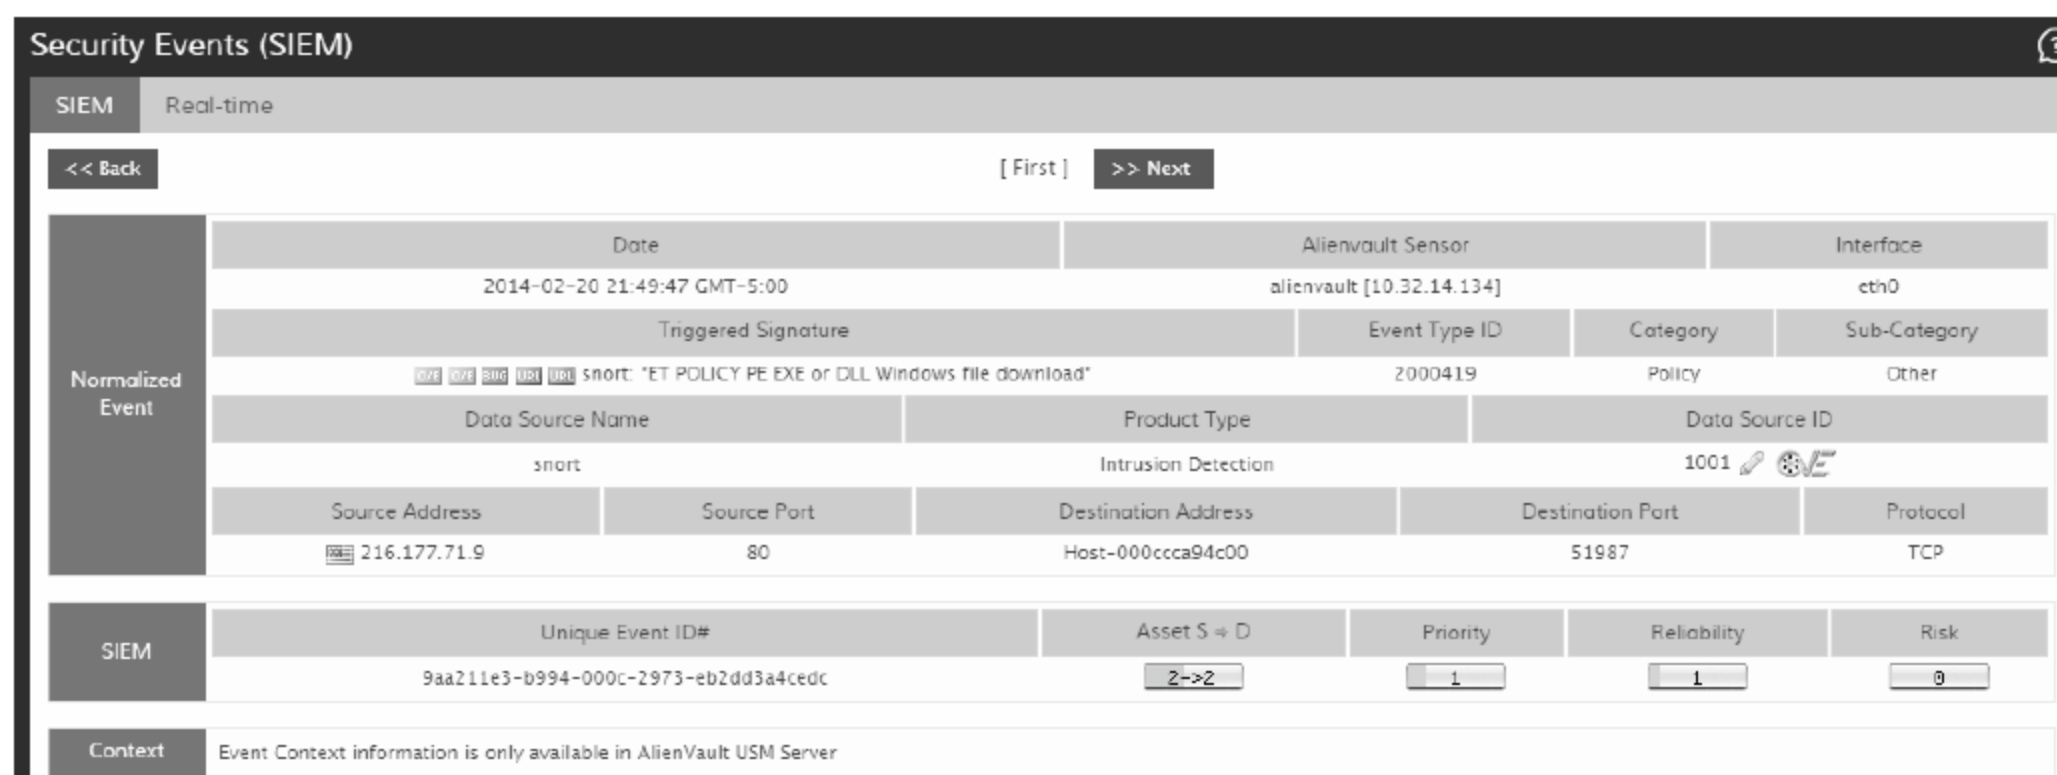 Security Events (SIEM)
SIEM Real-time
<< Back [ First ] >> Next
Date Alienvault Sensor Interface
2014-02-20 21:49:47 GMT-5:00 alienvault [10.32.14.134] eth0
Triggered Signature Event Type ID Category Sub-Category
BUG URL URL snort: "ET POLICY PE EXE or DLL Windows file download" 2000419 Policy Other
Normalized Event
Data Source Name Product Type Data Source ID
snort Intrusion Detection 1001
Source Address Source Port Destination Address Destination Port Protocol
216.177.71.9 80 Host-000ccca94c00 51987 TCP
SIEM
Unique Event ID# Asset S ⇒ D Priority Reliability Risk
9aa211e3-b994-000c-2973-eb2dd3a4cedc 2->2 1 1 0
Context Event Context information is only available in AlienVault USM Server